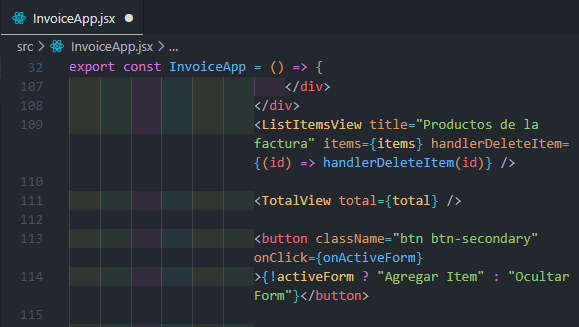 InvoiceApp.jsx
src > InvoiceApp.jsx > ...
32 export const InvoiceApp = () => {
107 </div>
108 </div>
109 <ListItemsView title="Productos de la
factura" items={items} handlerDeleteItem=
{(id) => handlerDeleteItem(id)} />
110
111 <TotalView total={total} />
112
113 <button className="btn btn-secondary"
onClick={onActiveForm}
114 >{!activeForm ? "Agregar Item" : "Ocultar
Form"}</button>
115